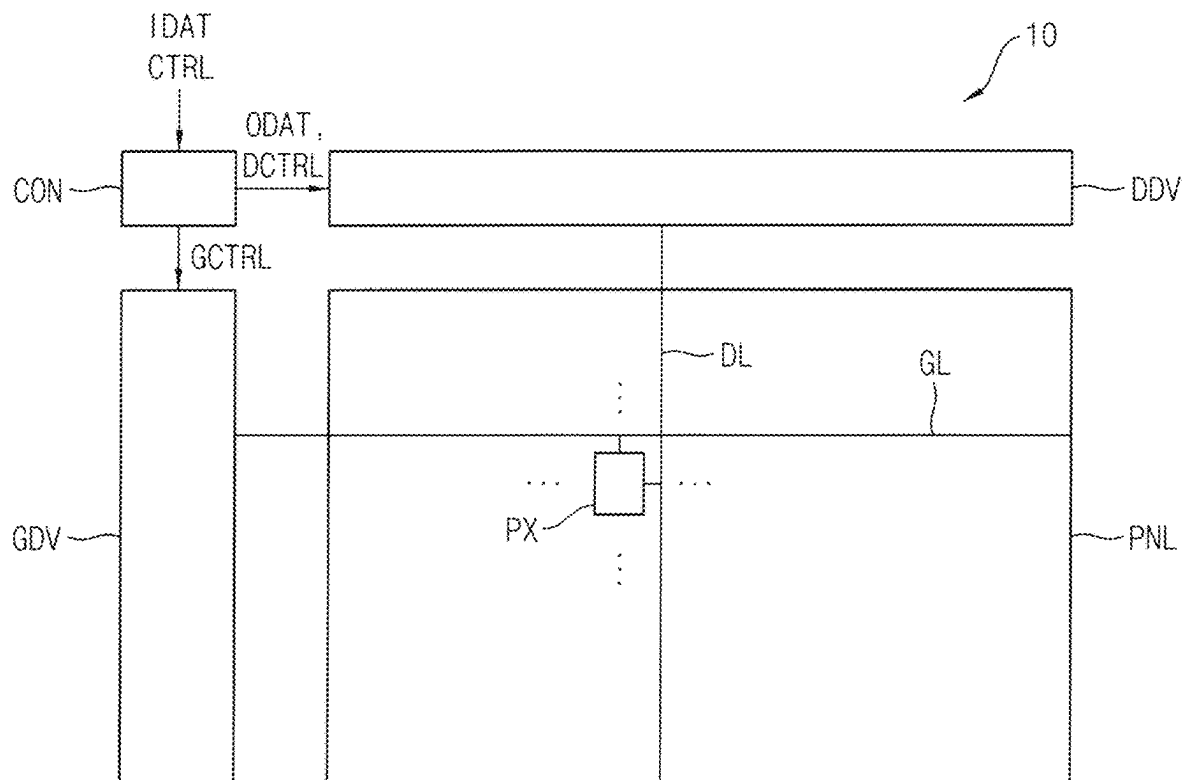 IDAT
CTRL
10
ODAT,
DCTRL
CON
DDV
GCTRL
DL
GL
...
...
PX
GDV
PNL